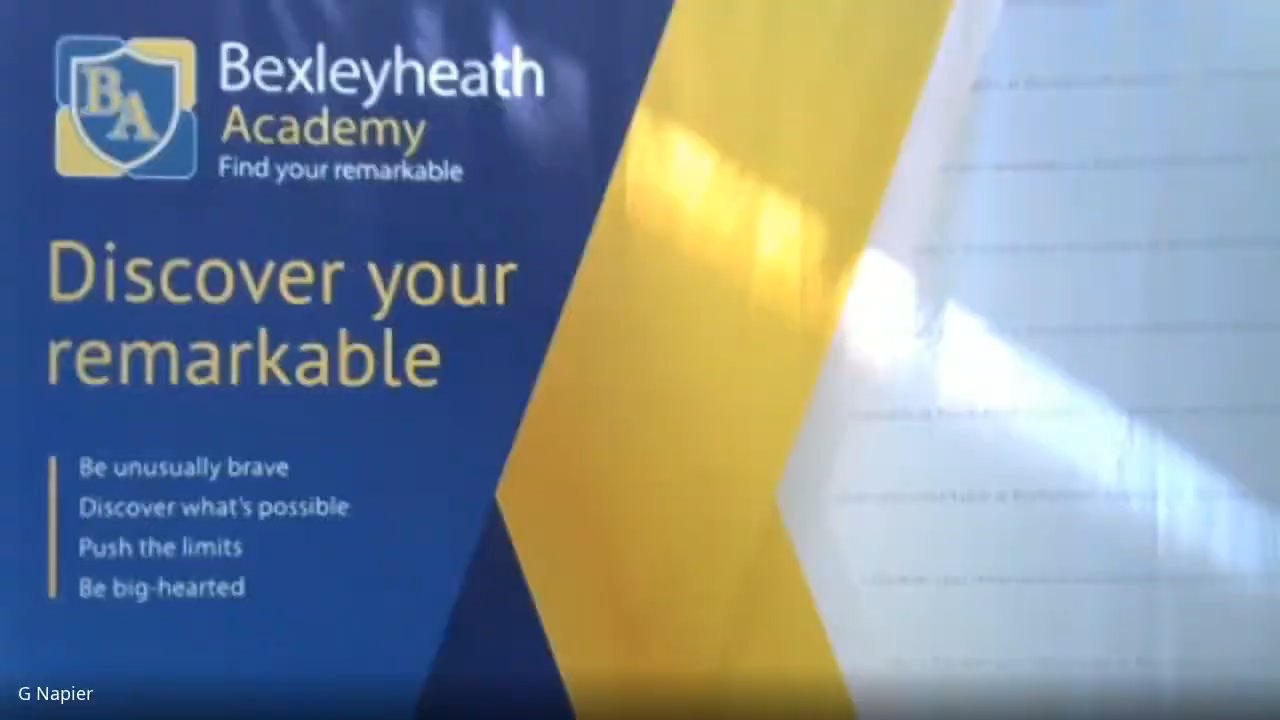 BA
Bexleyheath
Academy
Find your remarkable
Discover your
remarkable
Be unusually brave
Discover what's possible
Push the limits
Be big-hearted
G Napier